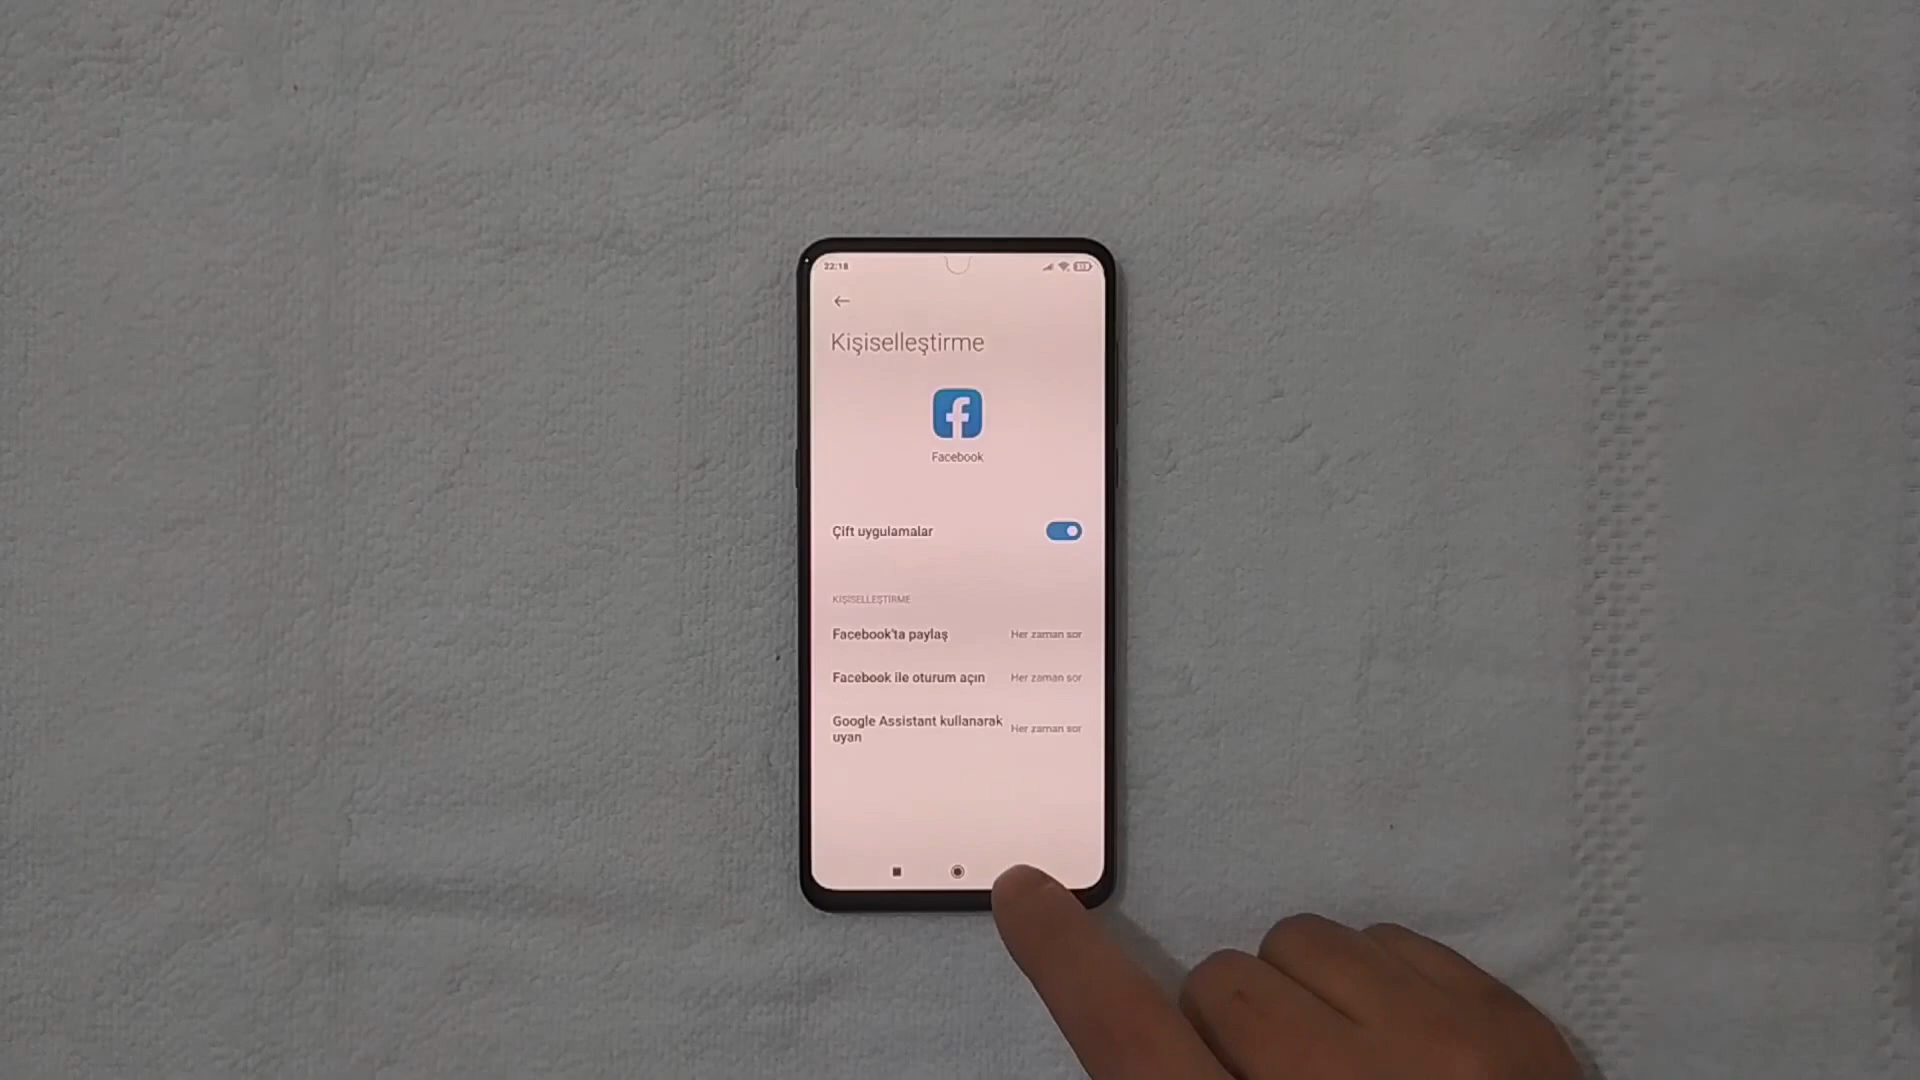 22:18
Kişiselleştirme
Facebook
Çift uygulamalar
KİŞİSELLEŞTİRME
Facebook'ta paylaş Her zaman sor
Facebook ile oturum açın Her zaman sor
Google Assistant kullanarak
uyan Her zaman sor